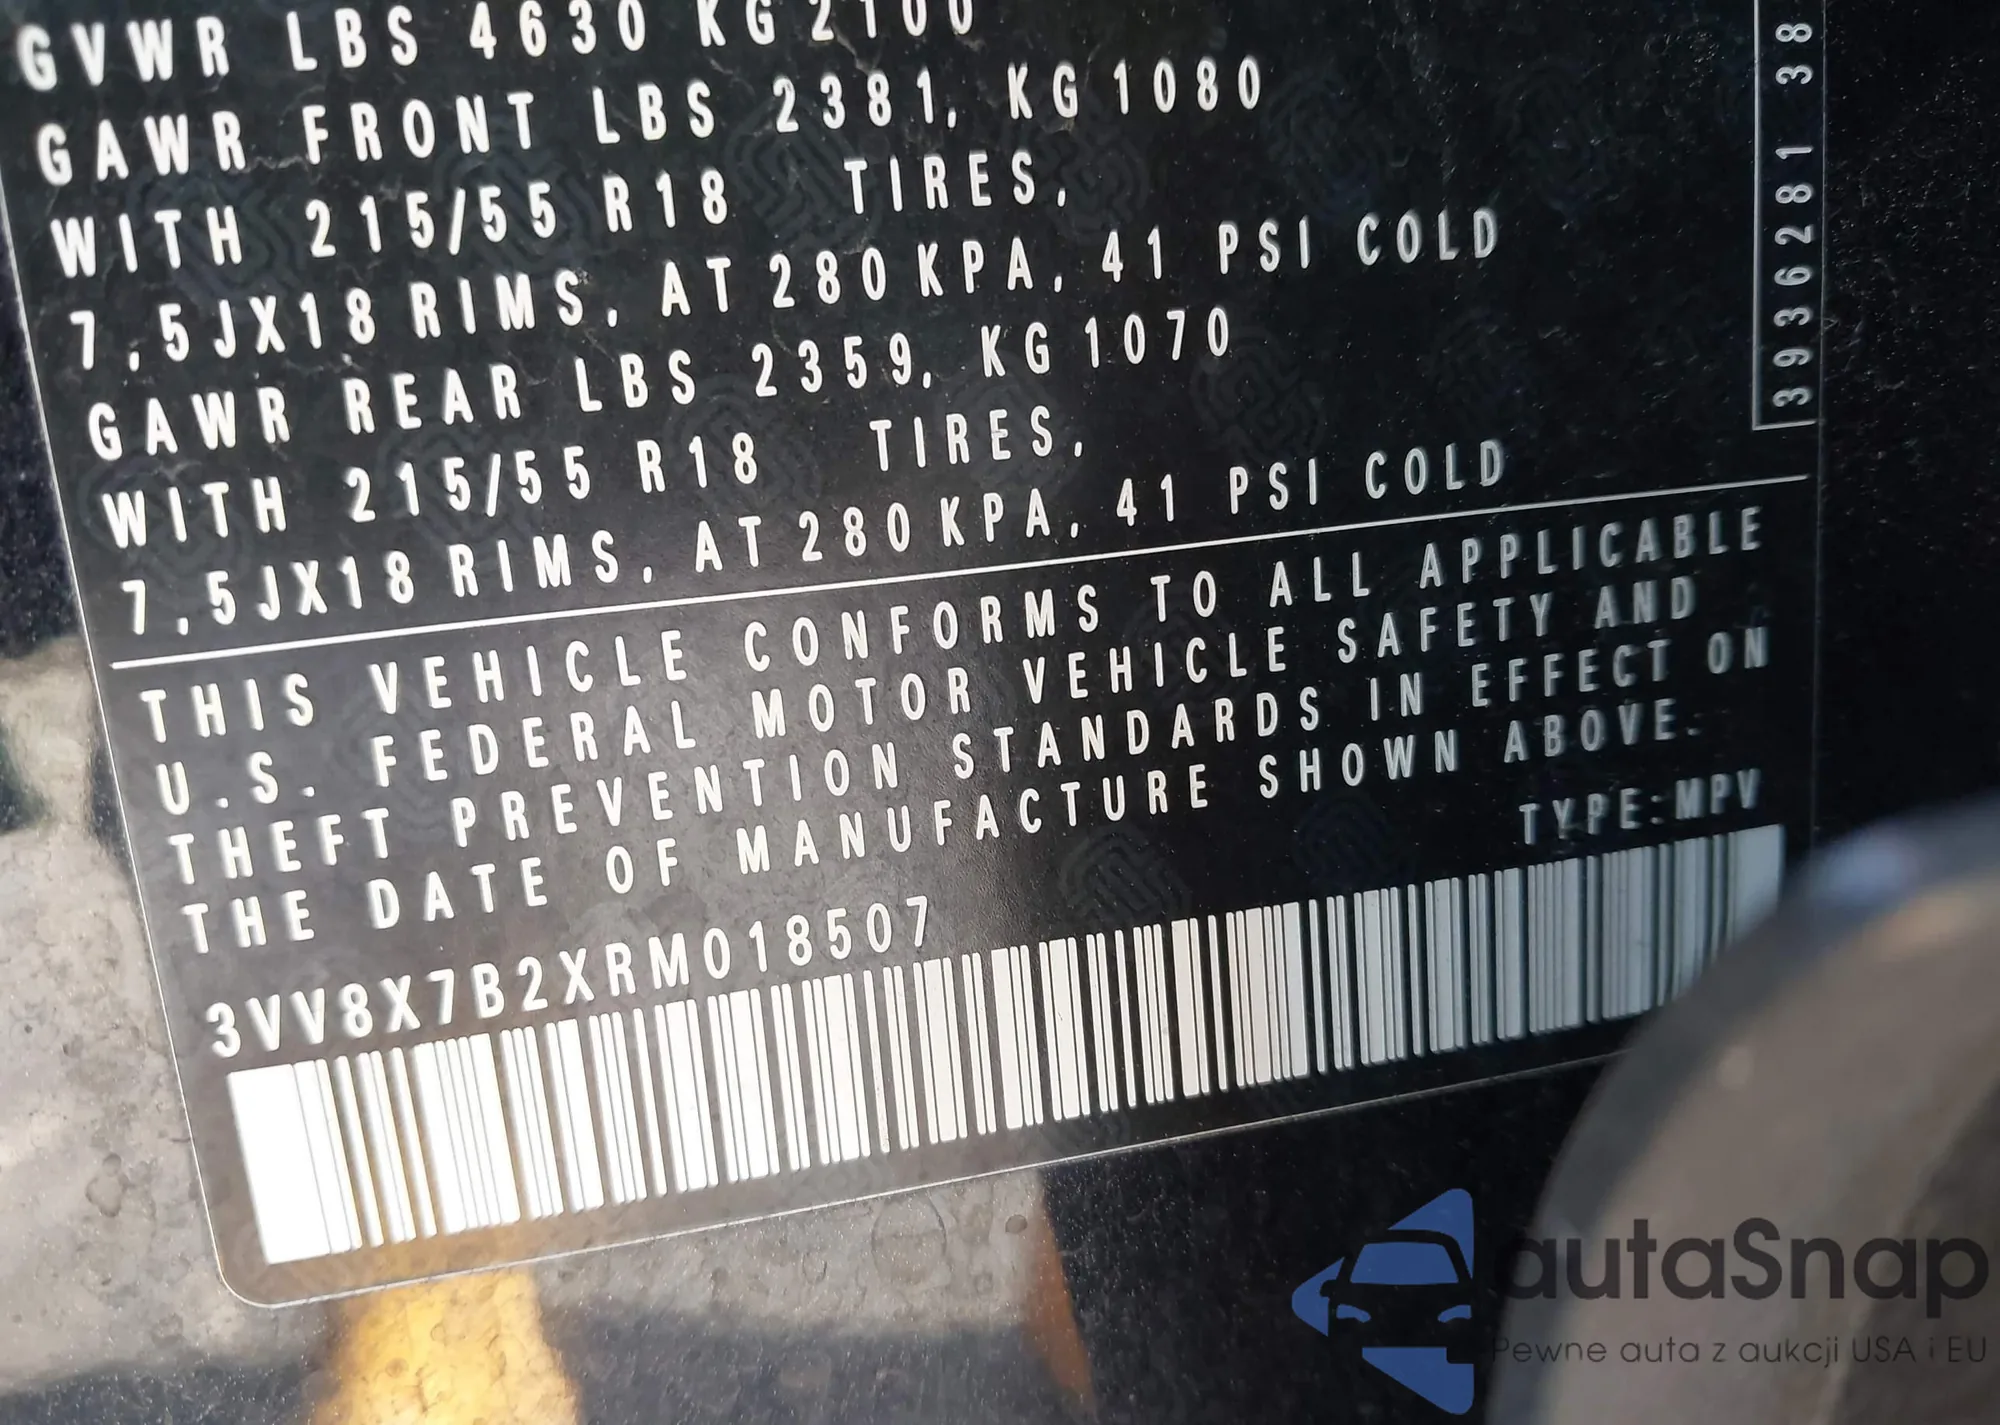 GVWR LBS 4630 KG 2100
GAWR FRONT LBS 2381, KG 1080
WITH 215/55 R18 TIRES,
7,5JX18 RIMS, AT 280 KPA, 41 PSI COLD
GAWR REAR LBS 2359, KG 1070
WITH 215/55 R18 TIRES,
7,5JX18 RIMS, AT 280 KPA, 41 PSI COLD
THIS VEHICLE CONFORMS TO ALL APPLICABLE
U.S. FEDERAL MOTOR VEHICLE SAFETY AND
THEFT PREVENTION STANDARDS IN EFFECT ON
THE DATE OF MANUFACTURE SHOWN ABOVE.
TYPE:MPV
3VV8X7B2XRM018507
3936281 38
autaSnap
Pewne auta z aukcji USA i EU